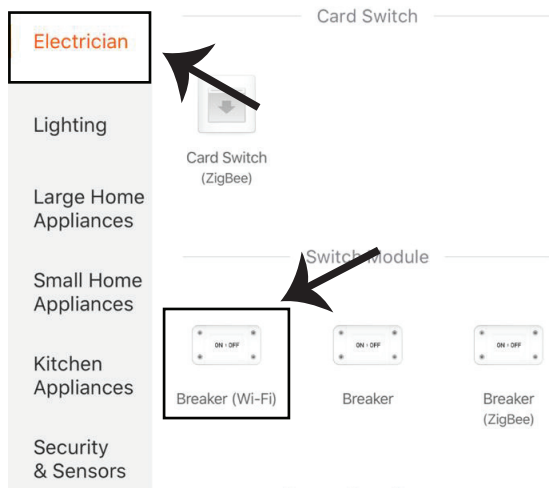 Electrician
Lighting
Large Home
Appliances
Small Home
Appliances
Kitchen
Appliances
Security
& Sensors
Card Switch
Card Switch
(ZigBee)
Switch Module
ON OFF
Breaker (Wi-Fi)
ON OFF
Breaker
ON OFF
Breaker
(ZigBee)